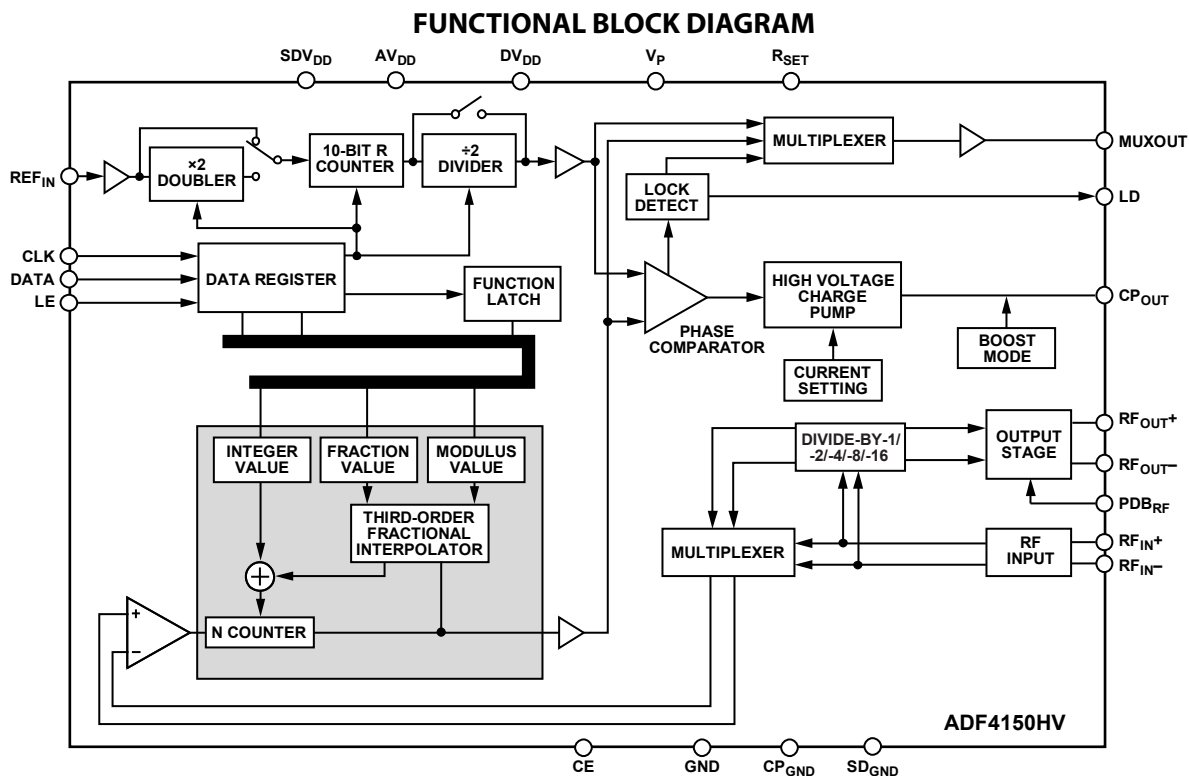 FUNCTIONAL BLOCK DIAGRAM
SDVDD
AVDD
DVDD
VP
RSET
REFIN
×2
DOUBLER
10-BIT R
COUNTER
÷2
DIVIDER
MULTIPLEXER
MUXOUT
LOCK
DETECT
LD
CLK
DATA
LE
DATA REGISTER
FUNCTION
LATCH
PHASE
COMPARATOR
HIGH VOLTAGE
CHARGE
PUMP
CPOUT
CURRENT
SETTING
BOOST
MODE
INTEGER
VALUE
FRACTION
VALUE
MODULUS
VALUE
THIRD-ORDER
FRACTIONAL
INTERPOLATOR
+
N COUNTER
+
−
DIVIDE-BY-1/
-2/-4/-8/-16
OUTPUT
STAGE
RFOUT+
RFOUT−
PDBRF
MULTIPLEXER
RF
INPUT
RFIN+
RFIN−
ADF4150HV
CE
GND
CPGND
SDGND